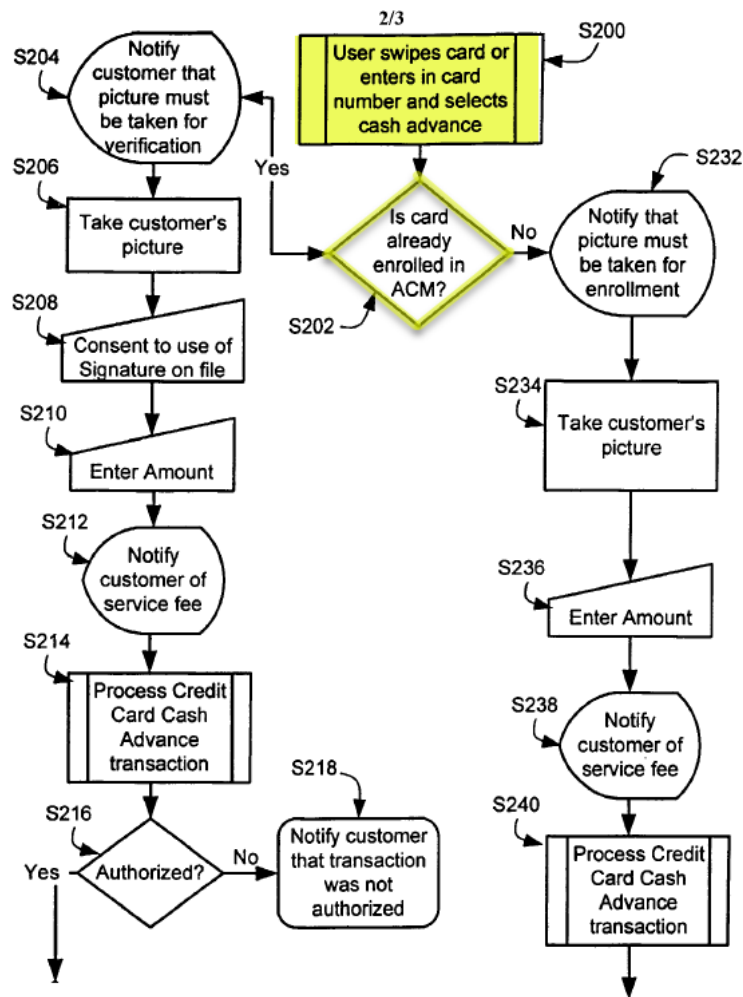 2/3
S200
User swipes card or
enters in card
number and selects
cash advance
S202
Is card
already
enrolled in
ACM?
Yes
No
S204
Notify
customer that
picture must
be taken for
verification
S206
Take customer's
picture
S208
Consent to use of
Signature on file
S210
Enter Amount
S212
Notify
customer of
service fee
S214
Process Credit
Card Cash
Advance
transaction
S216
Authorized?
Yes
No
S218
Notify customer
that transaction
was not
authorized
S232
Notify that
picture must
be taken for
enrollment
S234
Take customer's
picture
S236
Enter Amount
S238
Notify
customer of
service fee
S240
Process Credit
Card Cash
Advance
transaction